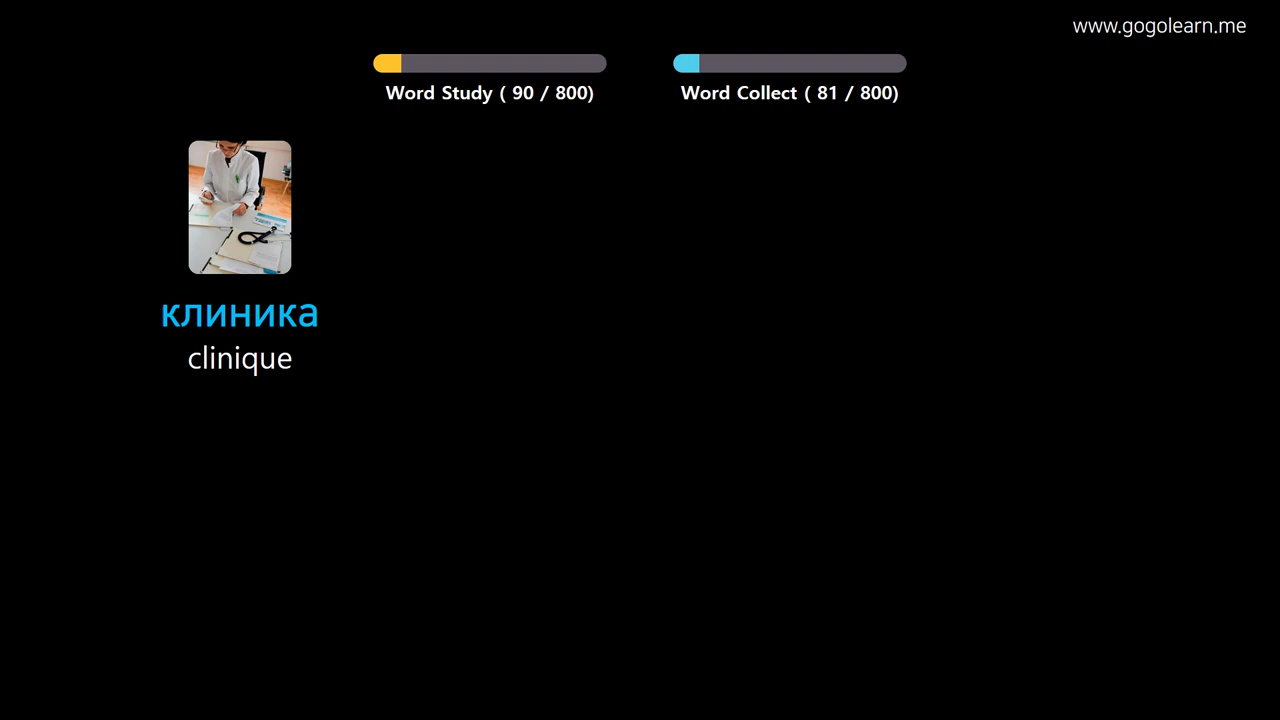 www.gogolearn.me
Word Study ( 90 / 800)
Word Collect ( 81 / 800)
клиника
clinique